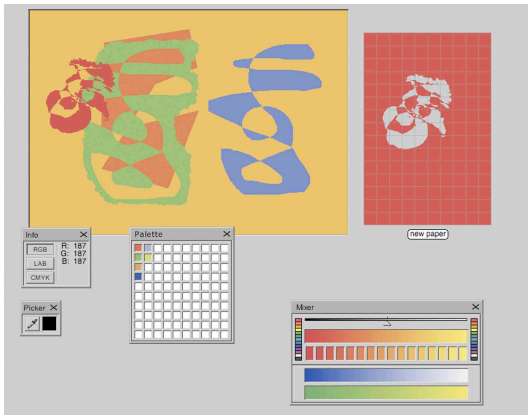 new paper
Info
RGB
LAB
CMYK
R: 187
G: 187
B: 187
Palette
Picker
Mixer